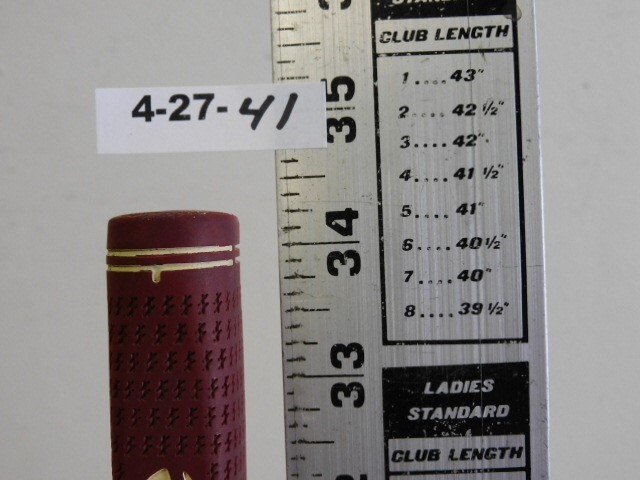 STANDARD
CLUB LENGTH
1 .... 43"
2 .... 42 ½"
3 .... 42"
4 .... 41 ½"
5 .... 41"
6 .... 40 ½"
7 .... 40"
8 .... 39 ½"
LADIES
STANDARD
CLUB LENGTH
4-27-41
35
34
33